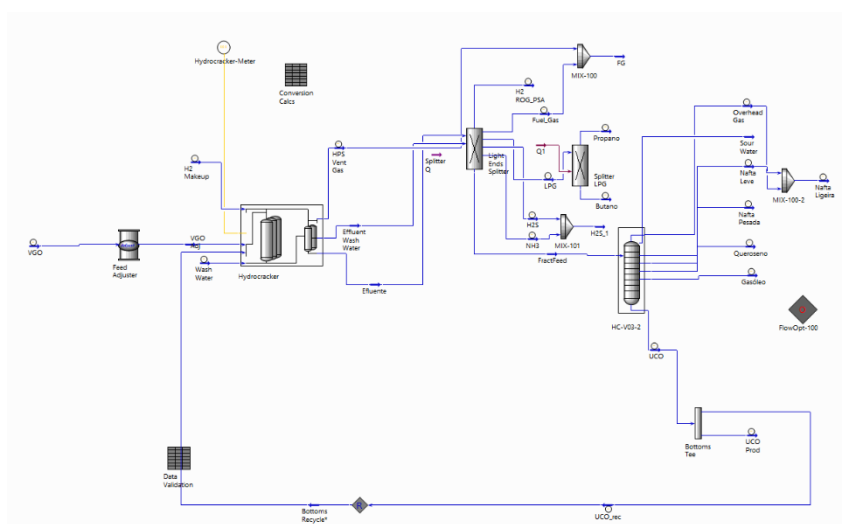 Hydrocracker-Meter
Conversion
Calcs
MIX-100
FG
H2
ROG_PSA
Fuel_Gas
Propano
Overhead
Gas
Splitter
Q
Q1
Light
Ends
Splitter
LPG
Splitter
LPG
Butano
Sour
Water
Nafta
Leve
MIX-100-2
Nafta
Ligeira
H2
Makeup
HPS
Vent
Gas
Effluent
Wash
Water
H2S
NH3
MIX-101
H2S_1
Nafta
Pesada
VGO
Feed
Adjuster
VGO
Wash
Water
Hydrocracker
Efluente
FractFeed
Queroseno
Gasóleo
HC-V03-2
FlowOpt-100
UCO
Bottoms
Tee
UCO
Prod
Data
Validation
Bottoms
Recycle*
R
UCO_rec